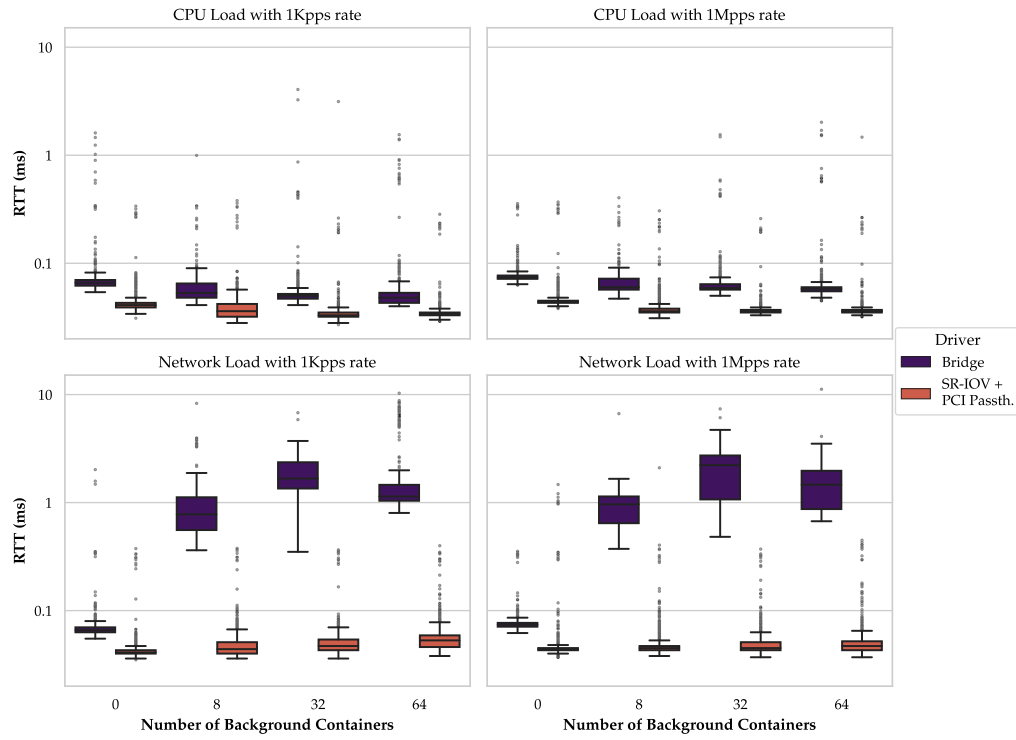 CPU Load with 1Kpps rate
CPU Load with 1Mpps rate
10
1
0.1
RTT (ms)
Driver
Bridge
SR-IOV +
PCI Passth.
Network Load with 1Kpps rate
Network Load with 1Mpps rate
10
1
0.1
RTT (ms)
0 8 32 64
0 8 32 64
Number of Background Containers
Number of Background Containers